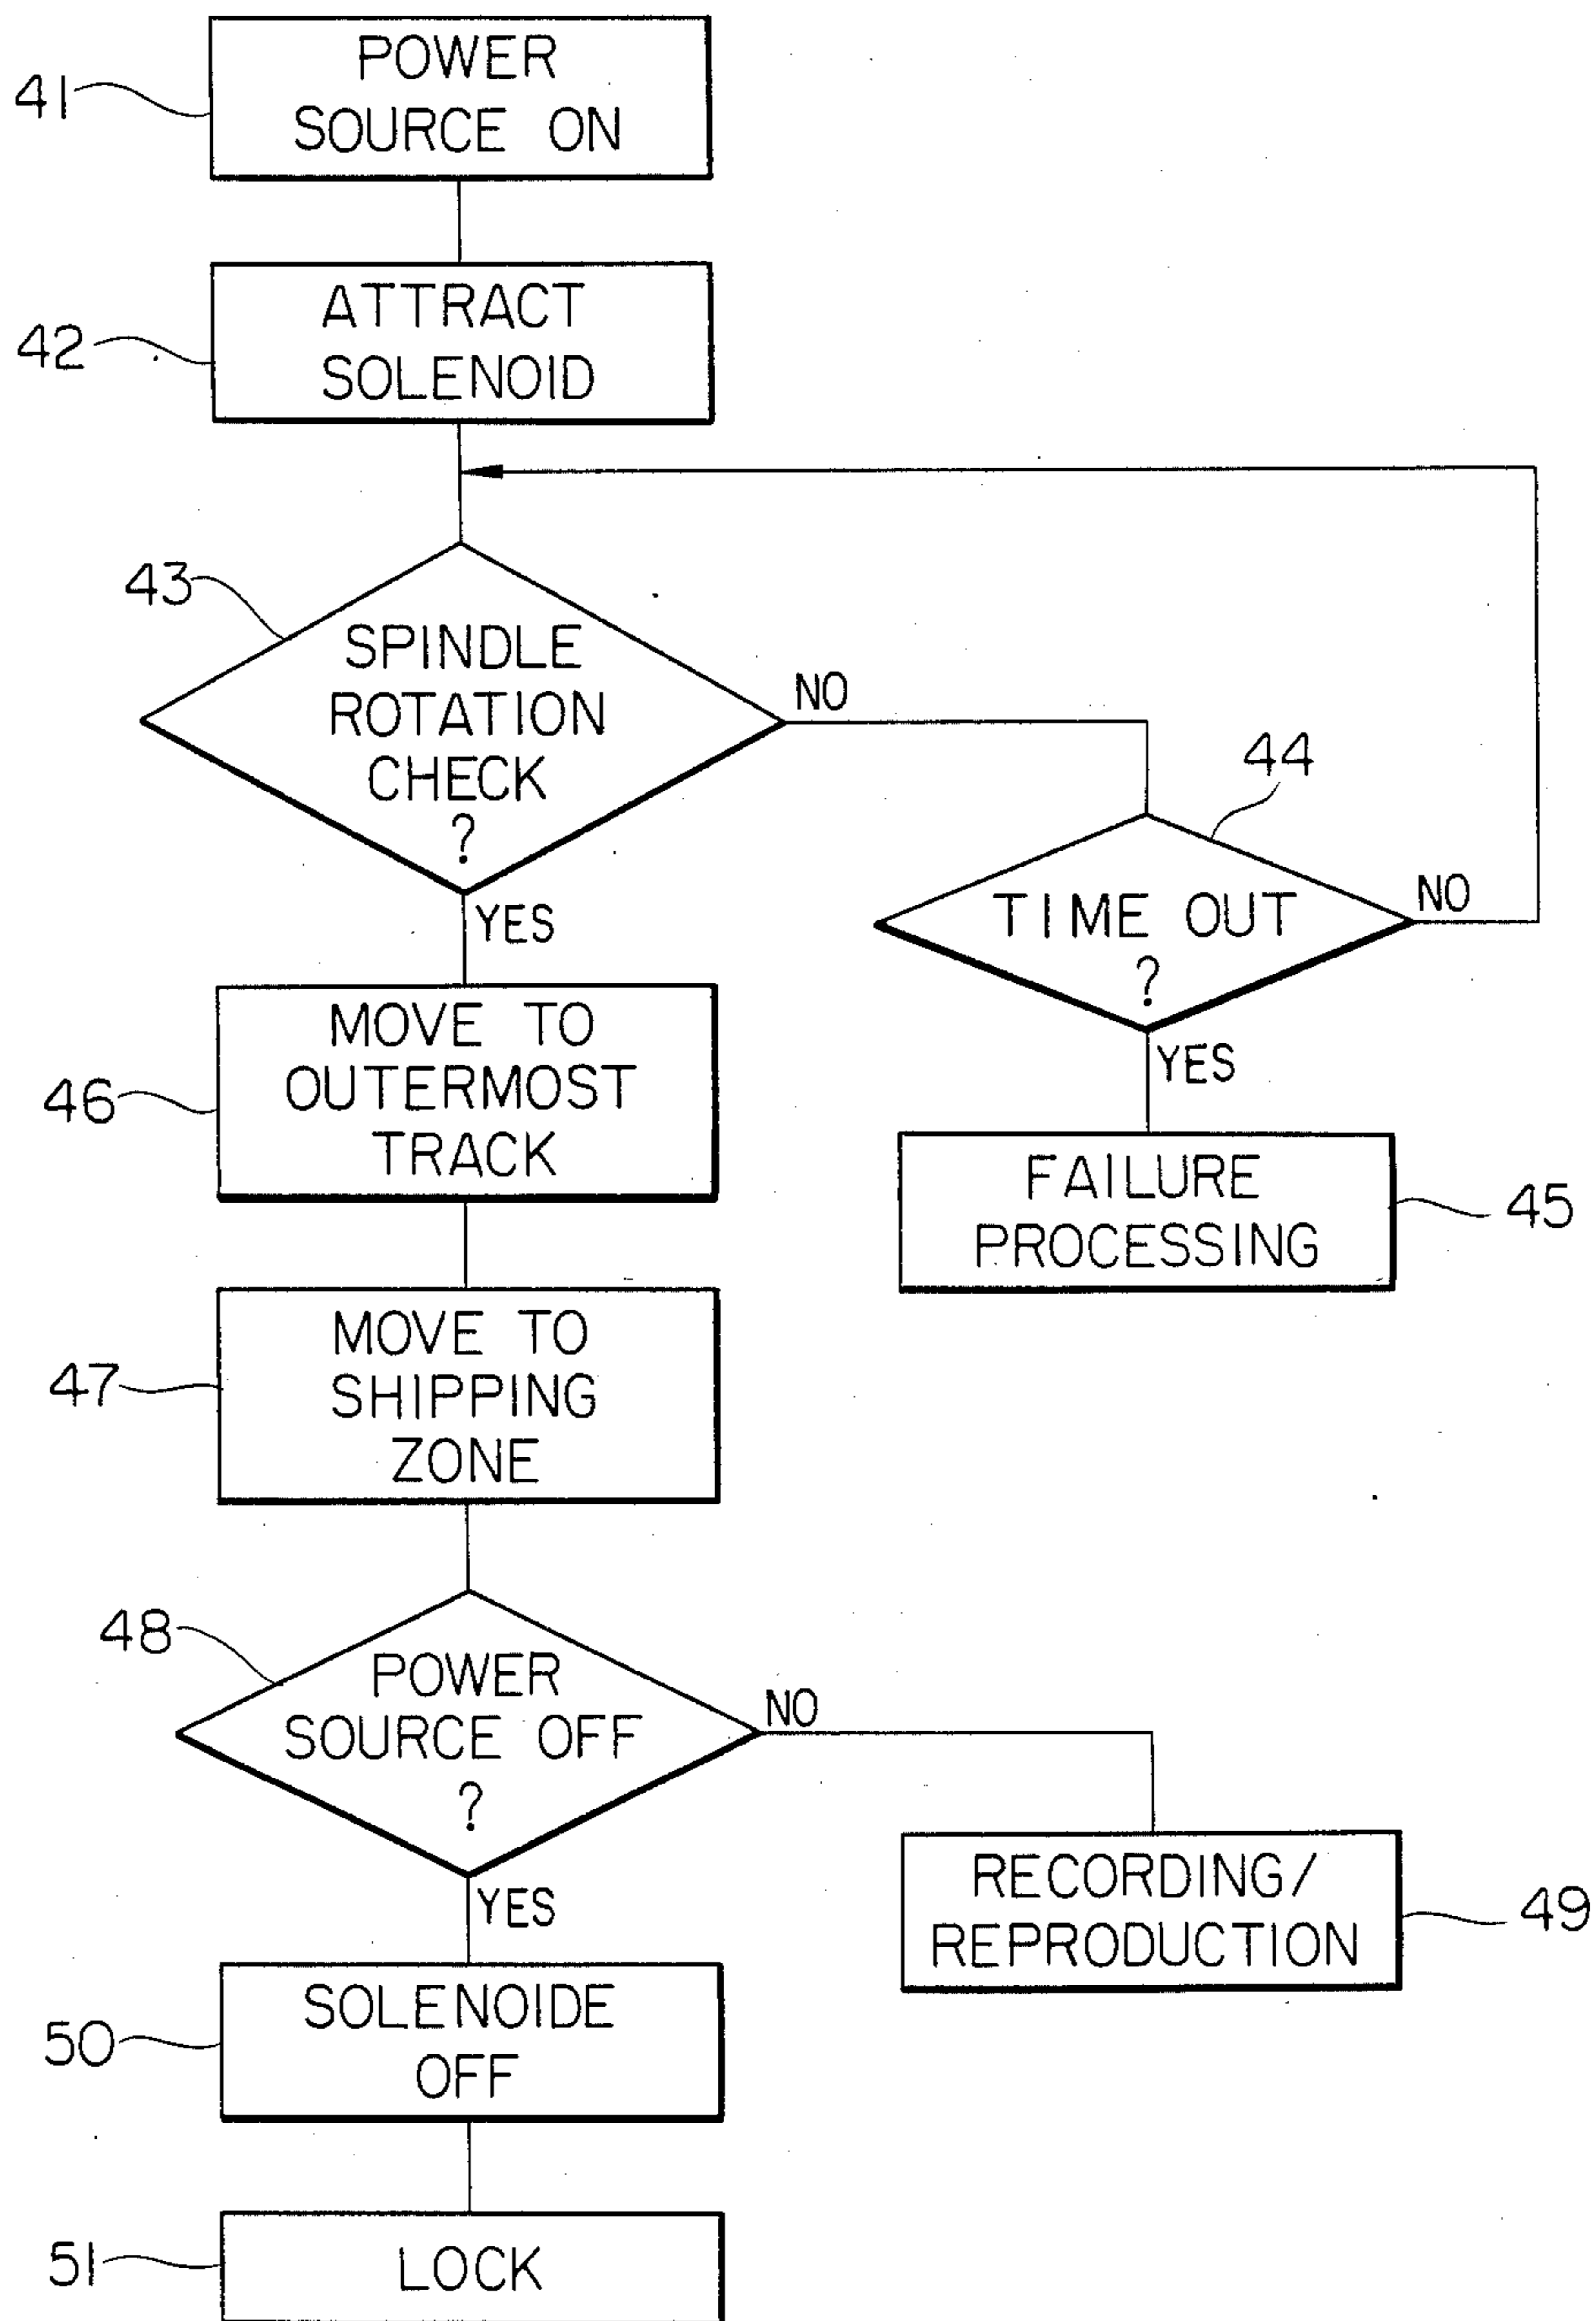 41
POWER
SOURCE ON
42
ATTRACT
SOLENOID
43
SPINDLE
ROTATION
CHECK
?
NO
YES
44
TIME OUT
?
NO
YES
45
FAILURE
PROCESSING
46
MOVE TO
OUTERMOST
TRACK
47
MOVE TO
SHIPPING
ZONE
48
POWER
SOURCE OFF
?
NO
YES
49
RECORDING/
REPRODUCTION
50
SOLENOIDE
OFF
51
LOCK